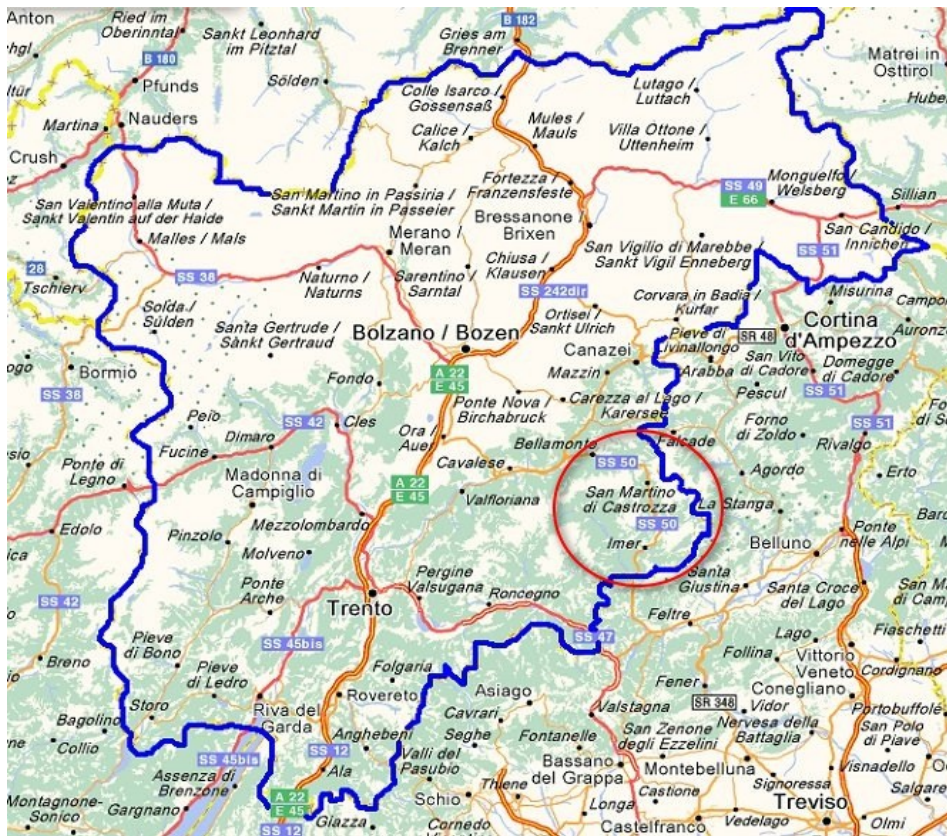 Anton
Ried im
Oberinntal
Sankt Leonhard
im Pitztal
B 182
Gries am
Brenner
B 180
Pfunds
Sölden
Matrei in
Osttirol
Colle Isarco /
Gossensaß
Lutago /
Luttach
Nauders
Martina
Calice /
Kalch
Mules /
Mauls
Villa Ottone /
Uttenheim
Crush
Monguelfo /
Welsberg
Sillian
San Valentino alla Muta /
Sankt Valentin auf der Haide
San Martino in Passiria /
Sankt Martin in Passeier
Fortezza /
Franzensfeste
SS 49
E 66
Malles / Mals
Merano /
Meran
Bressanone /
Brixen
San Candido /
Innichen
San Vigilio di Marebbe /
Sankt Vigil Enneberg
SS 51
28
Tschierv
SS 38
Naturno /
Naturns
Sarentino /
Sarntal
Chiusa /
Klausen
Misurina
Solda /
Sulden
SS 242dir
Corvara in Badia /
Kurfar
Santa Gertrude /
Sankt Gertraud
Bolzano / Bozen
Ortisei /
Sankt Ulrich
Cortina
d'Ampezzo
Auronz
Bormio
SS 38
Canazei
Pieve di
Livinallongo
SR 48
San Vito
di Cadore
Domegge
di Cadore
Mazzin
Arabba
Fondo
A 22
E 45
Ponte Nova /
Birchabruck
Carezza al Lago /
Karersee
Pescul
SS 51
Peio
SS 42
Cles
Ora /
Auer
Forno
di Zoldo
SS 51
Rivalgo
Dimaro
Fucine
Bellamonte
Falcade
Ponte di
Legno
Madonna di
Campiglio
Cavalese
SS 50
Agordo
Erto
A 22
E 45
Valfloriana
San Martino
di Castrozza
La Stanga
Edolo
Mezzolombardo
SS 50
Ponte
nelle Alpi
Pinzolo
Molveno
Imer
Belluno
SS 42
Ponte
Arche
Pergine
Valsugana
Roncegno
Santa
Giustina
Santa Croce
del Lago
Trento
Feltre
SS 45bis
SS 47
Lago
Fiaschetti
Breno
Pieve
di Bono
Follina
Vittorio
Veneto
Cordignano
Pieve
di Ledro
Folgaria
Fener
Conegliano
Storo
Riva del
Garda
Rovereto
Asiago
SR 348
Vidor
Portobuffole
Bagolino
Valstagna
Cavrari
Nervesa della
Battaglia
San Polo
di Piave
Collio
SS 12
Anghebeni
Seghe
Fontanelle
San Zenone
degli Ezzelini
SS 45bis
Ala
Valli del
Pasubio
Bassano
del Grappa
Montebelluna
Visnadello
Assenza di
Brenzone
Thiene
Castione
Signoressa
Salgare
Montagnone-
Sonico
Gargnano
A 22
E 45
Schio
Longa
Treviso
SS 12
Giazza
Cornedo
Castelfranco
Vedelago
Olmi